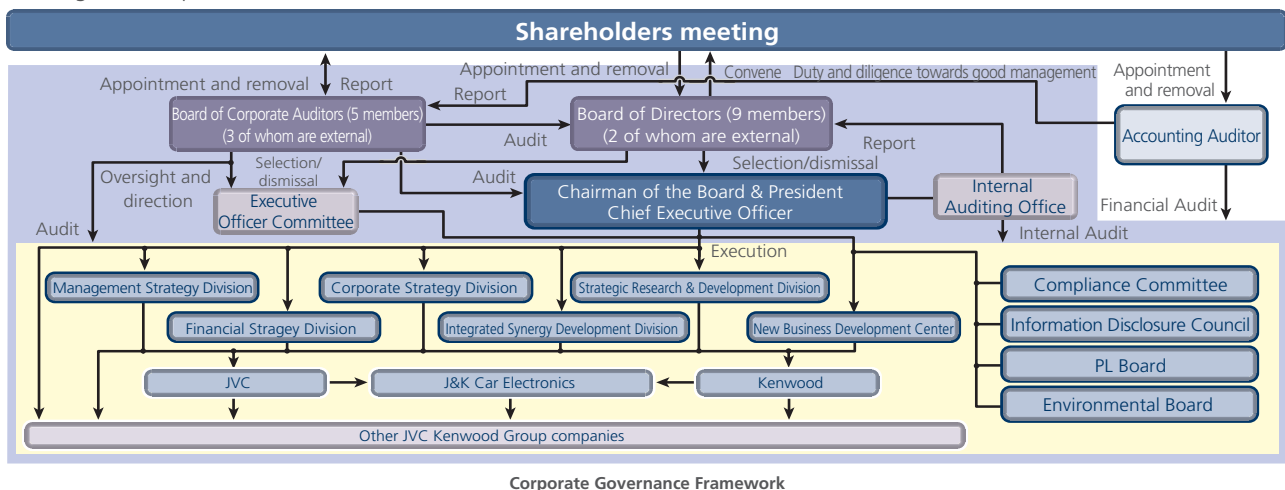 Shareholders meeting
Appointment and removal
Report
Appointment and removal
Convene
Duty and diligence towards good management
Appointment
and removal
Report
Board of Corporate Auditors (5 members)
(3 of whom are external)
Board of Directors (9 members)
(2 of whom are external)
Accounting Auditor
Audit
Report
Selection/dismissal
Oversight and
direction
Selection/
dismissal
Audit
Executive
Officer Committee
Chairman of the Board & President
Chief Executive Officer
Internal
Auditing Office
Financial Audit
Audit
Internal Audit
Execution
Management Strategy Division
Corporate Strategy Division
Strategic Research & Development Division
Compliance Committee
Financial Stragey Division
Integrated Synergy Development Division
New Business Development Center
Information Disclosure Council
PL Board
JVC
J&K Car Electronics
Kenwood
Environmental Board
Other JVC Kenwood Group companies
Corporate Governance Framework